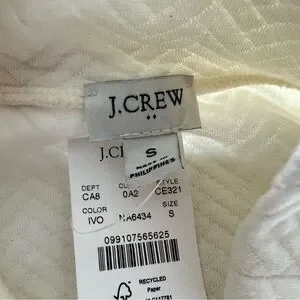 J.CREW
S
MADE IN
PHILIPPINES
DEPT
STYLE
CA8 0A2 CE321
COLOR SIZE
IVO NA6434 S
099107565625
RECYCLED
Paper